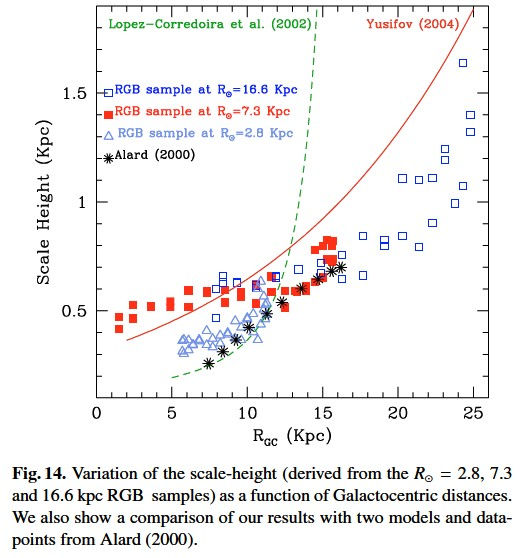 Lopez-Corredoira et al. (2002) Yusifov (2004)
RGB sample at R⊙=16.6 Kpc
RGB sample at R⊙=7.3 Kpc
RGB sample at R⊙=2.8 Kpc
Alard (2000)
Scale Height (Kpc)
1.5
1
0.5
0 5 10 15 20 25
R_GC (Kpc)
Fig. 14. Variation of the scale-height (derived from the R⊙ = 2.8, 7.3
and 16.6 kpc RGB samples) as a function of Galactocentric distances.
We also show a comparison of our results with two models and data-
points from Alard (2000).